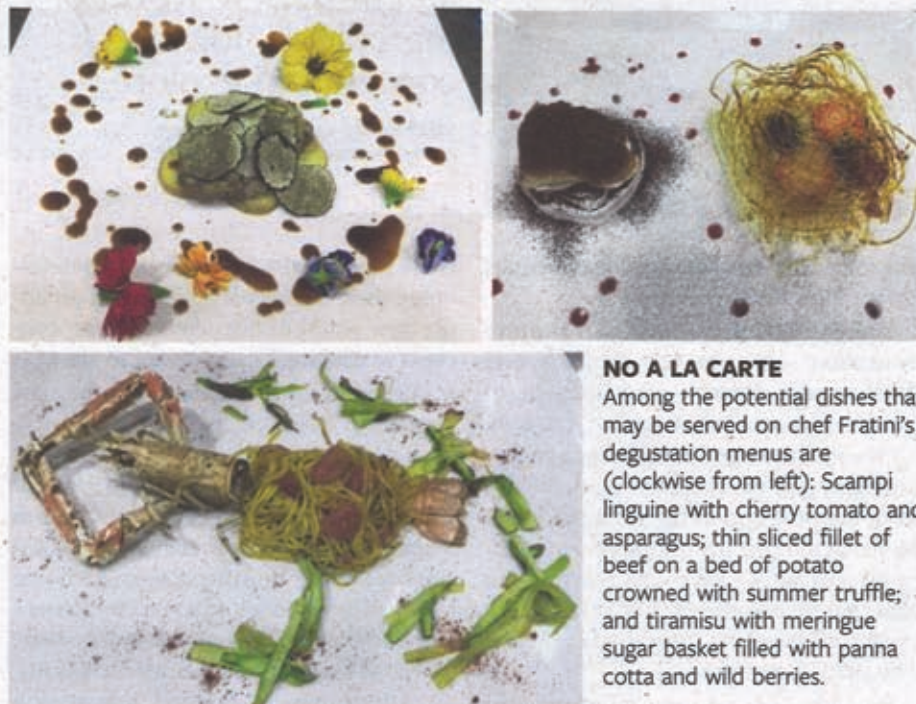 NO A LA CARTE
Among the potential dishes tha
may be served on chef Fratini's
degustation menus are
(clockwise from left): Scampi
linguine with cherry tomato and
asparagus; thin sliced fillet of
beef on a bed of potato
crowned with summer truffle;
and tiramisu with meringue
sugar basket filled with panna
cotta and wild berries.